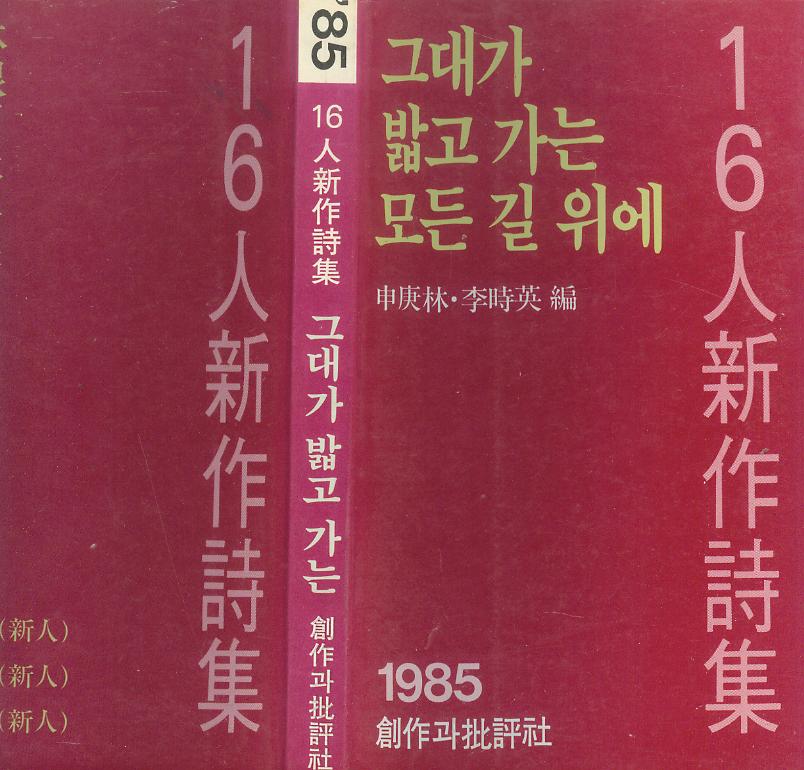 16人新作詩集
(新人)
(新人)
(新人)
'85
16人新作詩集 그대가 밟고 가는 創作과批評社
그대가
밟고 가는
모든 길 위에
申庚林·李時英 編
1985
創作과批評社
16人新作詩集